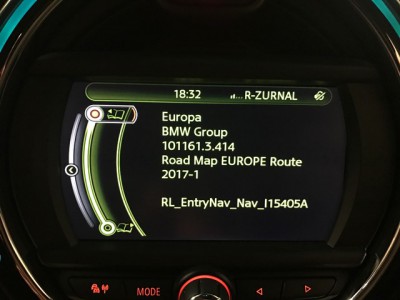 18:32 R-ZURNAL
Europa
BMW Group
101161.3.414
Road Map EUROPE Route
2017-1
RL_EntryNav_Nav_I15405A
MODE